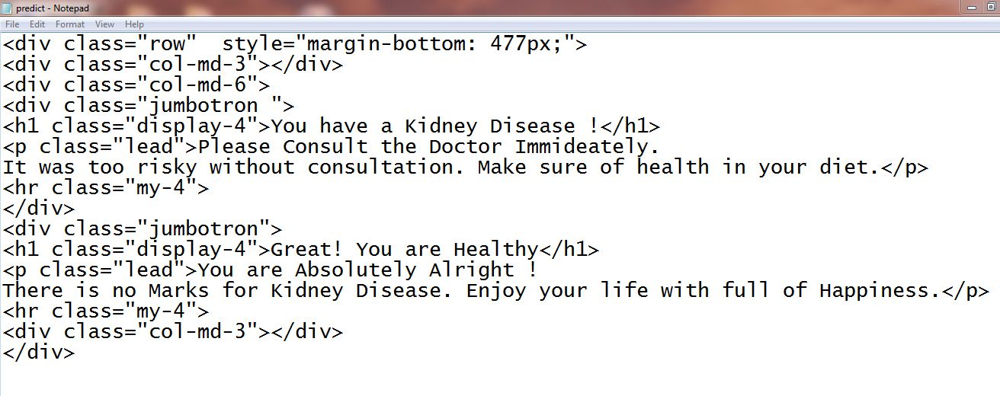 predict - Notepad
File Edit Format View Help
<div class="row"  style="margin-bottom: 477px;">
<div class="col-md-3"></div>
<div class="col-md-6">
<div class="jumbotron ">
<h1 class="display-4">You have a Kidney Disease !</h1>
<p class="lead">Please Consult the Doctor Immideately.
It was too risky without consultation. Make sure of health in your diet.</p>
<hr class="my-4">
</div>
<div class="jumbotron">
<h1 class="display-4">Great! You are Healthy</h1>
<p class="lead">You are Absolutely Alright !
There is no Marks for Kidney Disease. Enjoy your life with full of Happiness.</p>
<hr class="my-4">
<div class="col-md-3"></div>
</div>